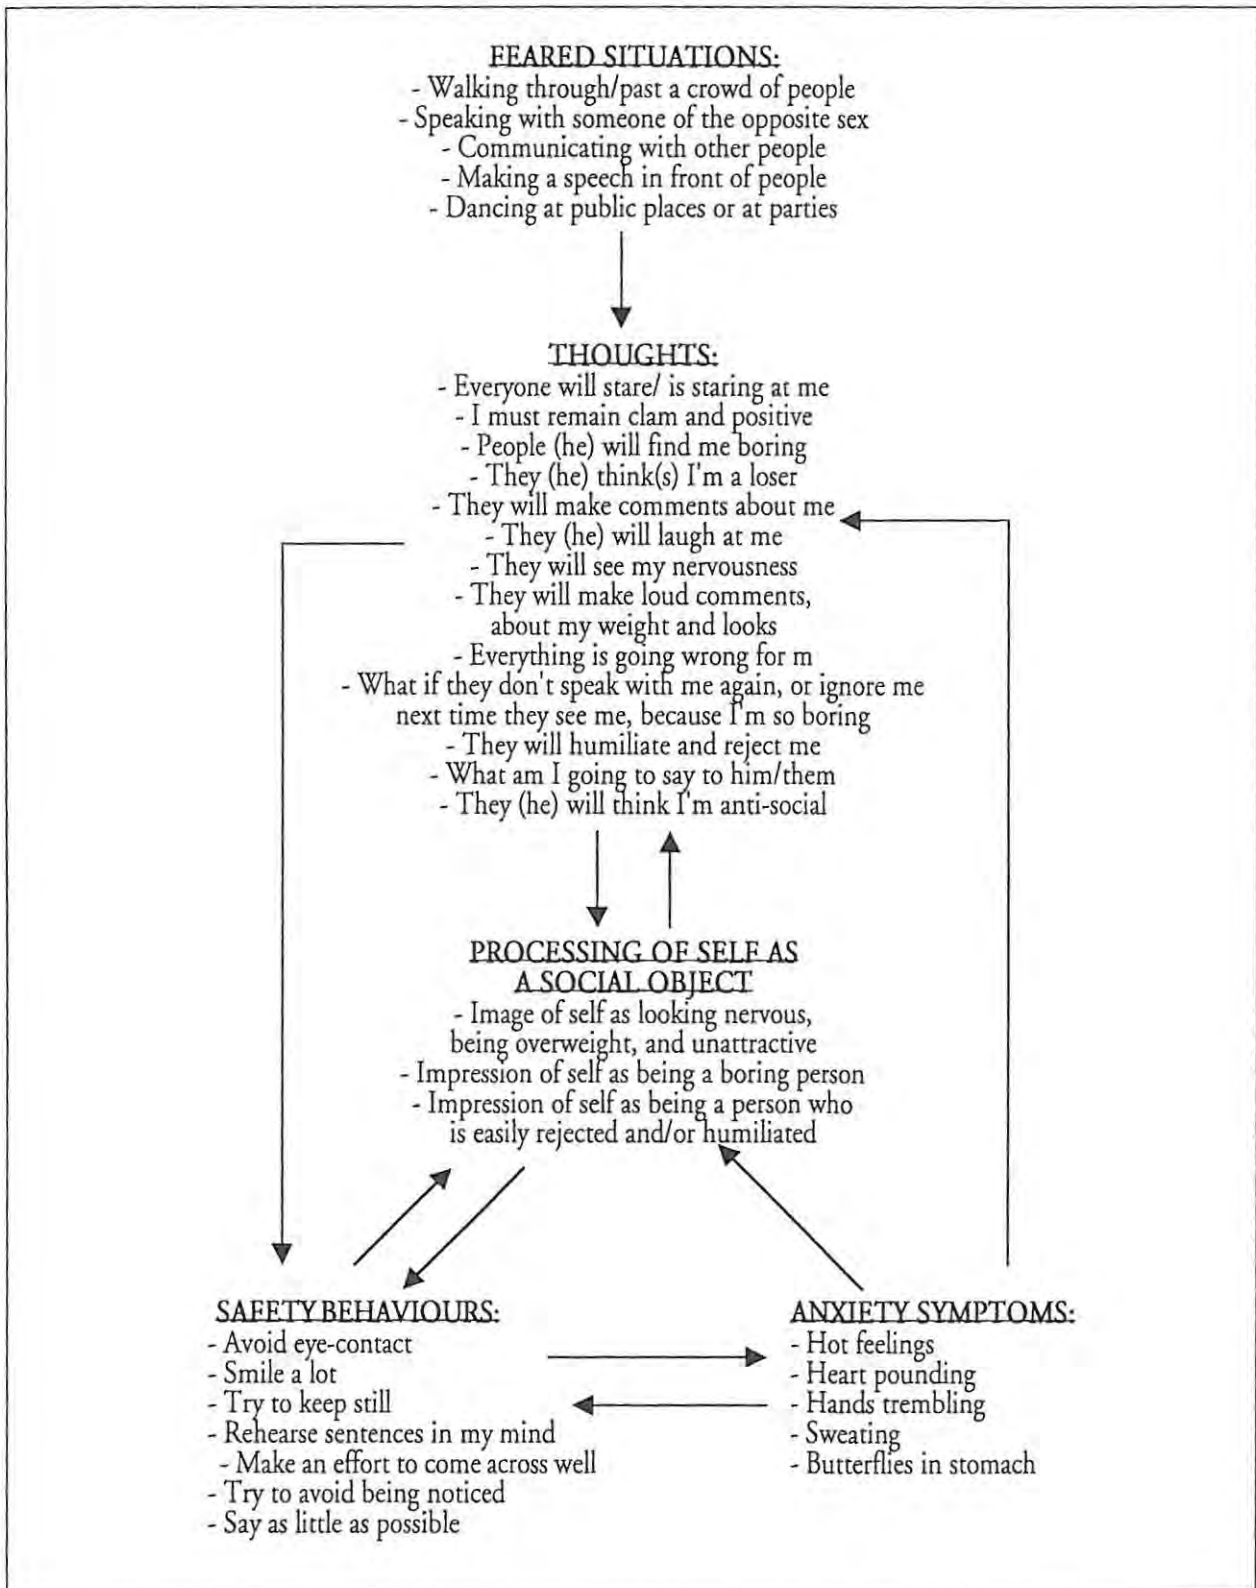 FEARED SITUATIONS:
- Walking through/past a crowd of people
- Speaking with someone of the opposite sex
- Communicating with other people
- Making a speech in front of people
- Dancing at public places or at parties
THOUGHTS:
- Everyone will stare/ is staring at me
- I must remain clam and positive
- People (he) will find me boring
- They (he) think(s) I'm a loser
- They will make comments about me
- They (he) will laugh at me
- They will see my nervousness
- They will make loud comments,
about my weight and looks
- Everything is going wrong for m
- What if they don't speak with me again, or ignore me
next time they see me, because I'm so boring
- They will humiliate and reject me
- What am I going to say to him/them
- They (he) will think I'm anti-social
PROCESSING OF SELF AS
A SOCIAL OBJECT
- Image of self as looking nervous,
being overweight, and unattractive
- Impression of self as being a boring person
- Impression of self as being a person who
is easily rejected and/or humiliated
SAFETY BEHAVIOURS:
- Avoid eye-contact
- Smile a lot
- Try to keep still
- Rehearse sentences in my mind
- Make an effort to come across well
- Try to avoid being noticed
- Say as little as possible
ANXIETY SYMPTOMS:
- Hot feelings
- Heart pounding
- Hands trembling
- Sweating
- Butterflies in stomach